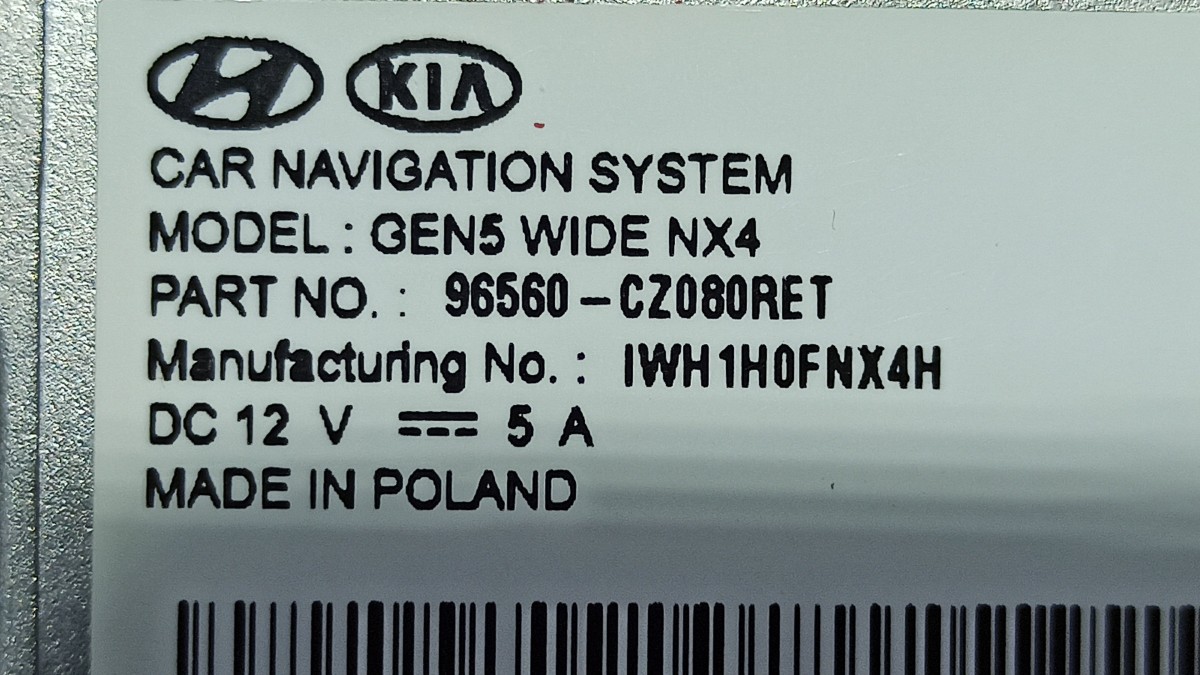 KIA
CAR NAVIGATION SYSTEM
MODEL : GEN5 WIDE NX4
PART NO. : 96560-CZ080RET
Manufacturing No. : IWH1H0FNX4H
DC 12 V ⎓ 5 A
MADE IN POLAND